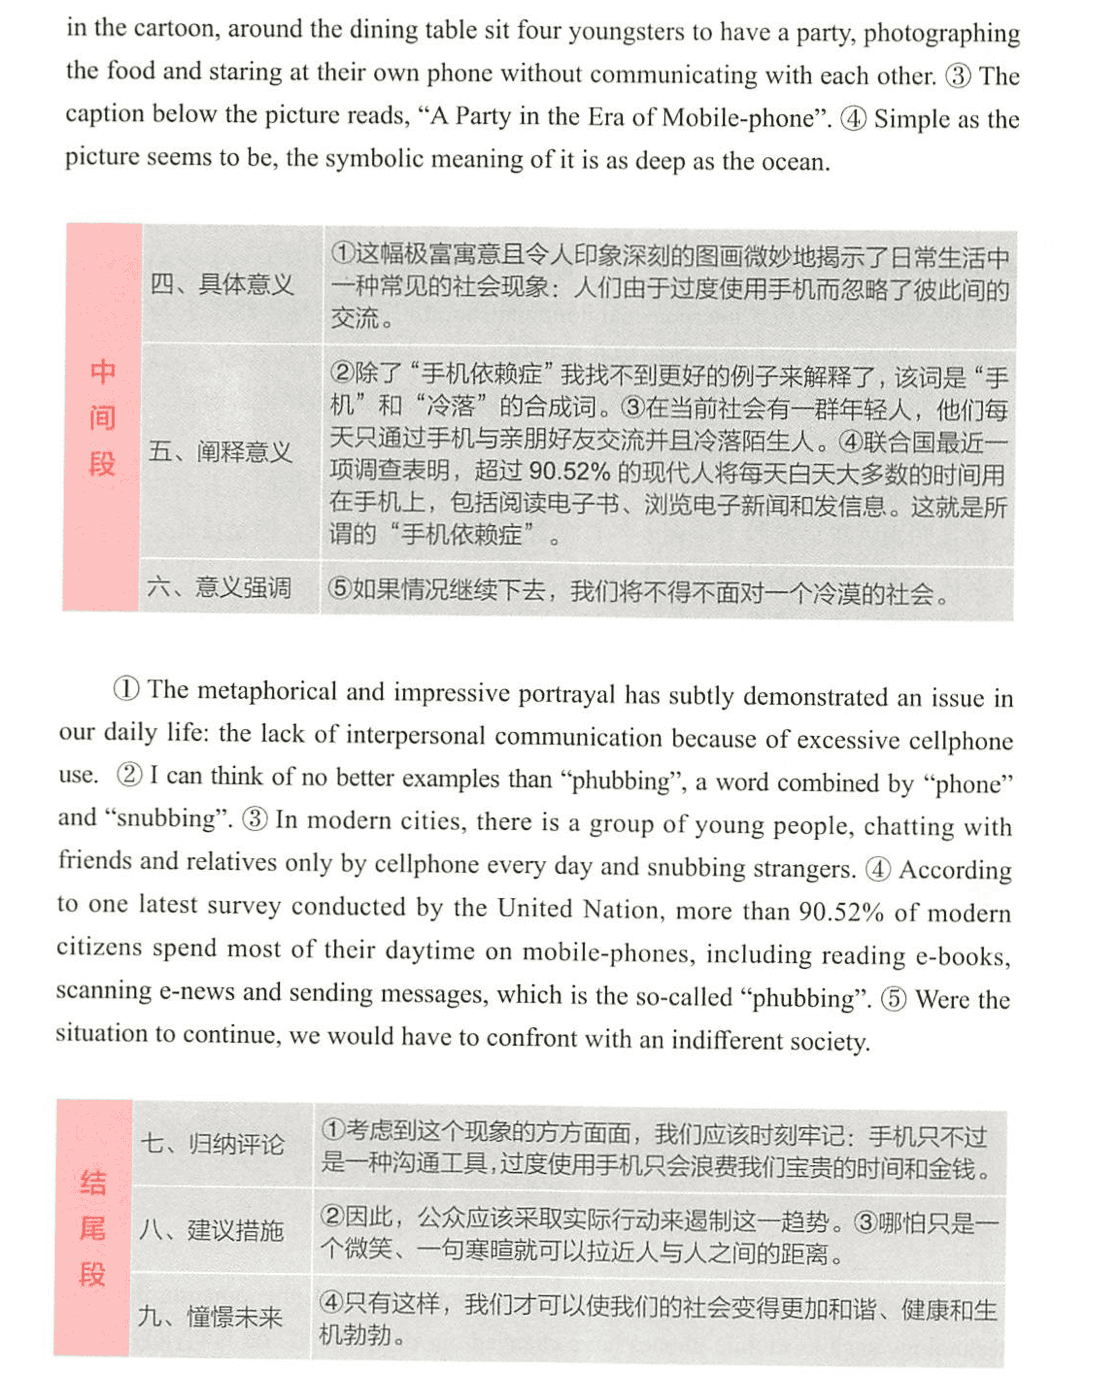 in the cartoon, around the dining table sit four youngsters to have a party, photographing
the food and staring at their own phone without communicating with each other. ③ The
caption below the picture reads, “A Party in the Era of Mobile-phone”. ④ Simple as the
picture seems to be, the symbolic meaning of it is as deep as the ocean.
中间段
四、具体意义
①这幅极富寓意且令人印象深刻的图画微妙地揭示了日常生活中
一种常见的社会现象：人们由于过度使用手机而忽略了彼此间的
交流。
五、阐释意义
②除了“手机依赖症”我找不到更好的例子来解释了，该词是“手
机”和“冷落”的合成词。③在当前社会有一群年轻人，他们每
天只通过手机与亲朋好友交流并且冷落陌生人。④联合国最近一
项调查表明，超过 90.52% 的现代人将每天白天大多数的时间用
在手机上，包括阅读电子书、浏览电子新闻和发信息。这就是所
谓的“手机依赖症”。
六、意义强调
⑤如果情况继续下去，我们将不得不面对一个冷漠的社会。
① The metaphorical and impressive portrayal has subtly demonstrated an issue in
our daily life: the lack of interpersonal communication because of excessive cellphone
use. ② I can think of no better examples than “phubbing”, a word combined by “phone”
and “snubbing”. ③ In modern cities, there is a group of young people, chatting with
friends and relatives only by cellphone every day and snubbing strangers. ④ According
to one latest survey conducted by the United Nation, more than 90.52% of modern
citizens spend most of their daytime on mobile-phones, including reading e-books,
scanning e-news and sending messages, which is the so-called “phubbing”. ⑤ Were the
situation to continue, we would have to confront with an indifferent society.
结尾段
七、归纳评论
①考虑到这个现象的方方面面，我们应该时刻牢记：手机只不过
是一种沟通工具，过度使用手机只会浪费我们宝贵的时间和金钱。
八、建议措施
②因此，公众应该采取实际行动来遏制这一趋势。③哪怕只是一
个微笑、一句寒暄就可以拉近人与人之间的距离。
九、憧憬未来
④只有这样，我们才可以使我们的社会变得更加和谐、健康和生
机勃勃。